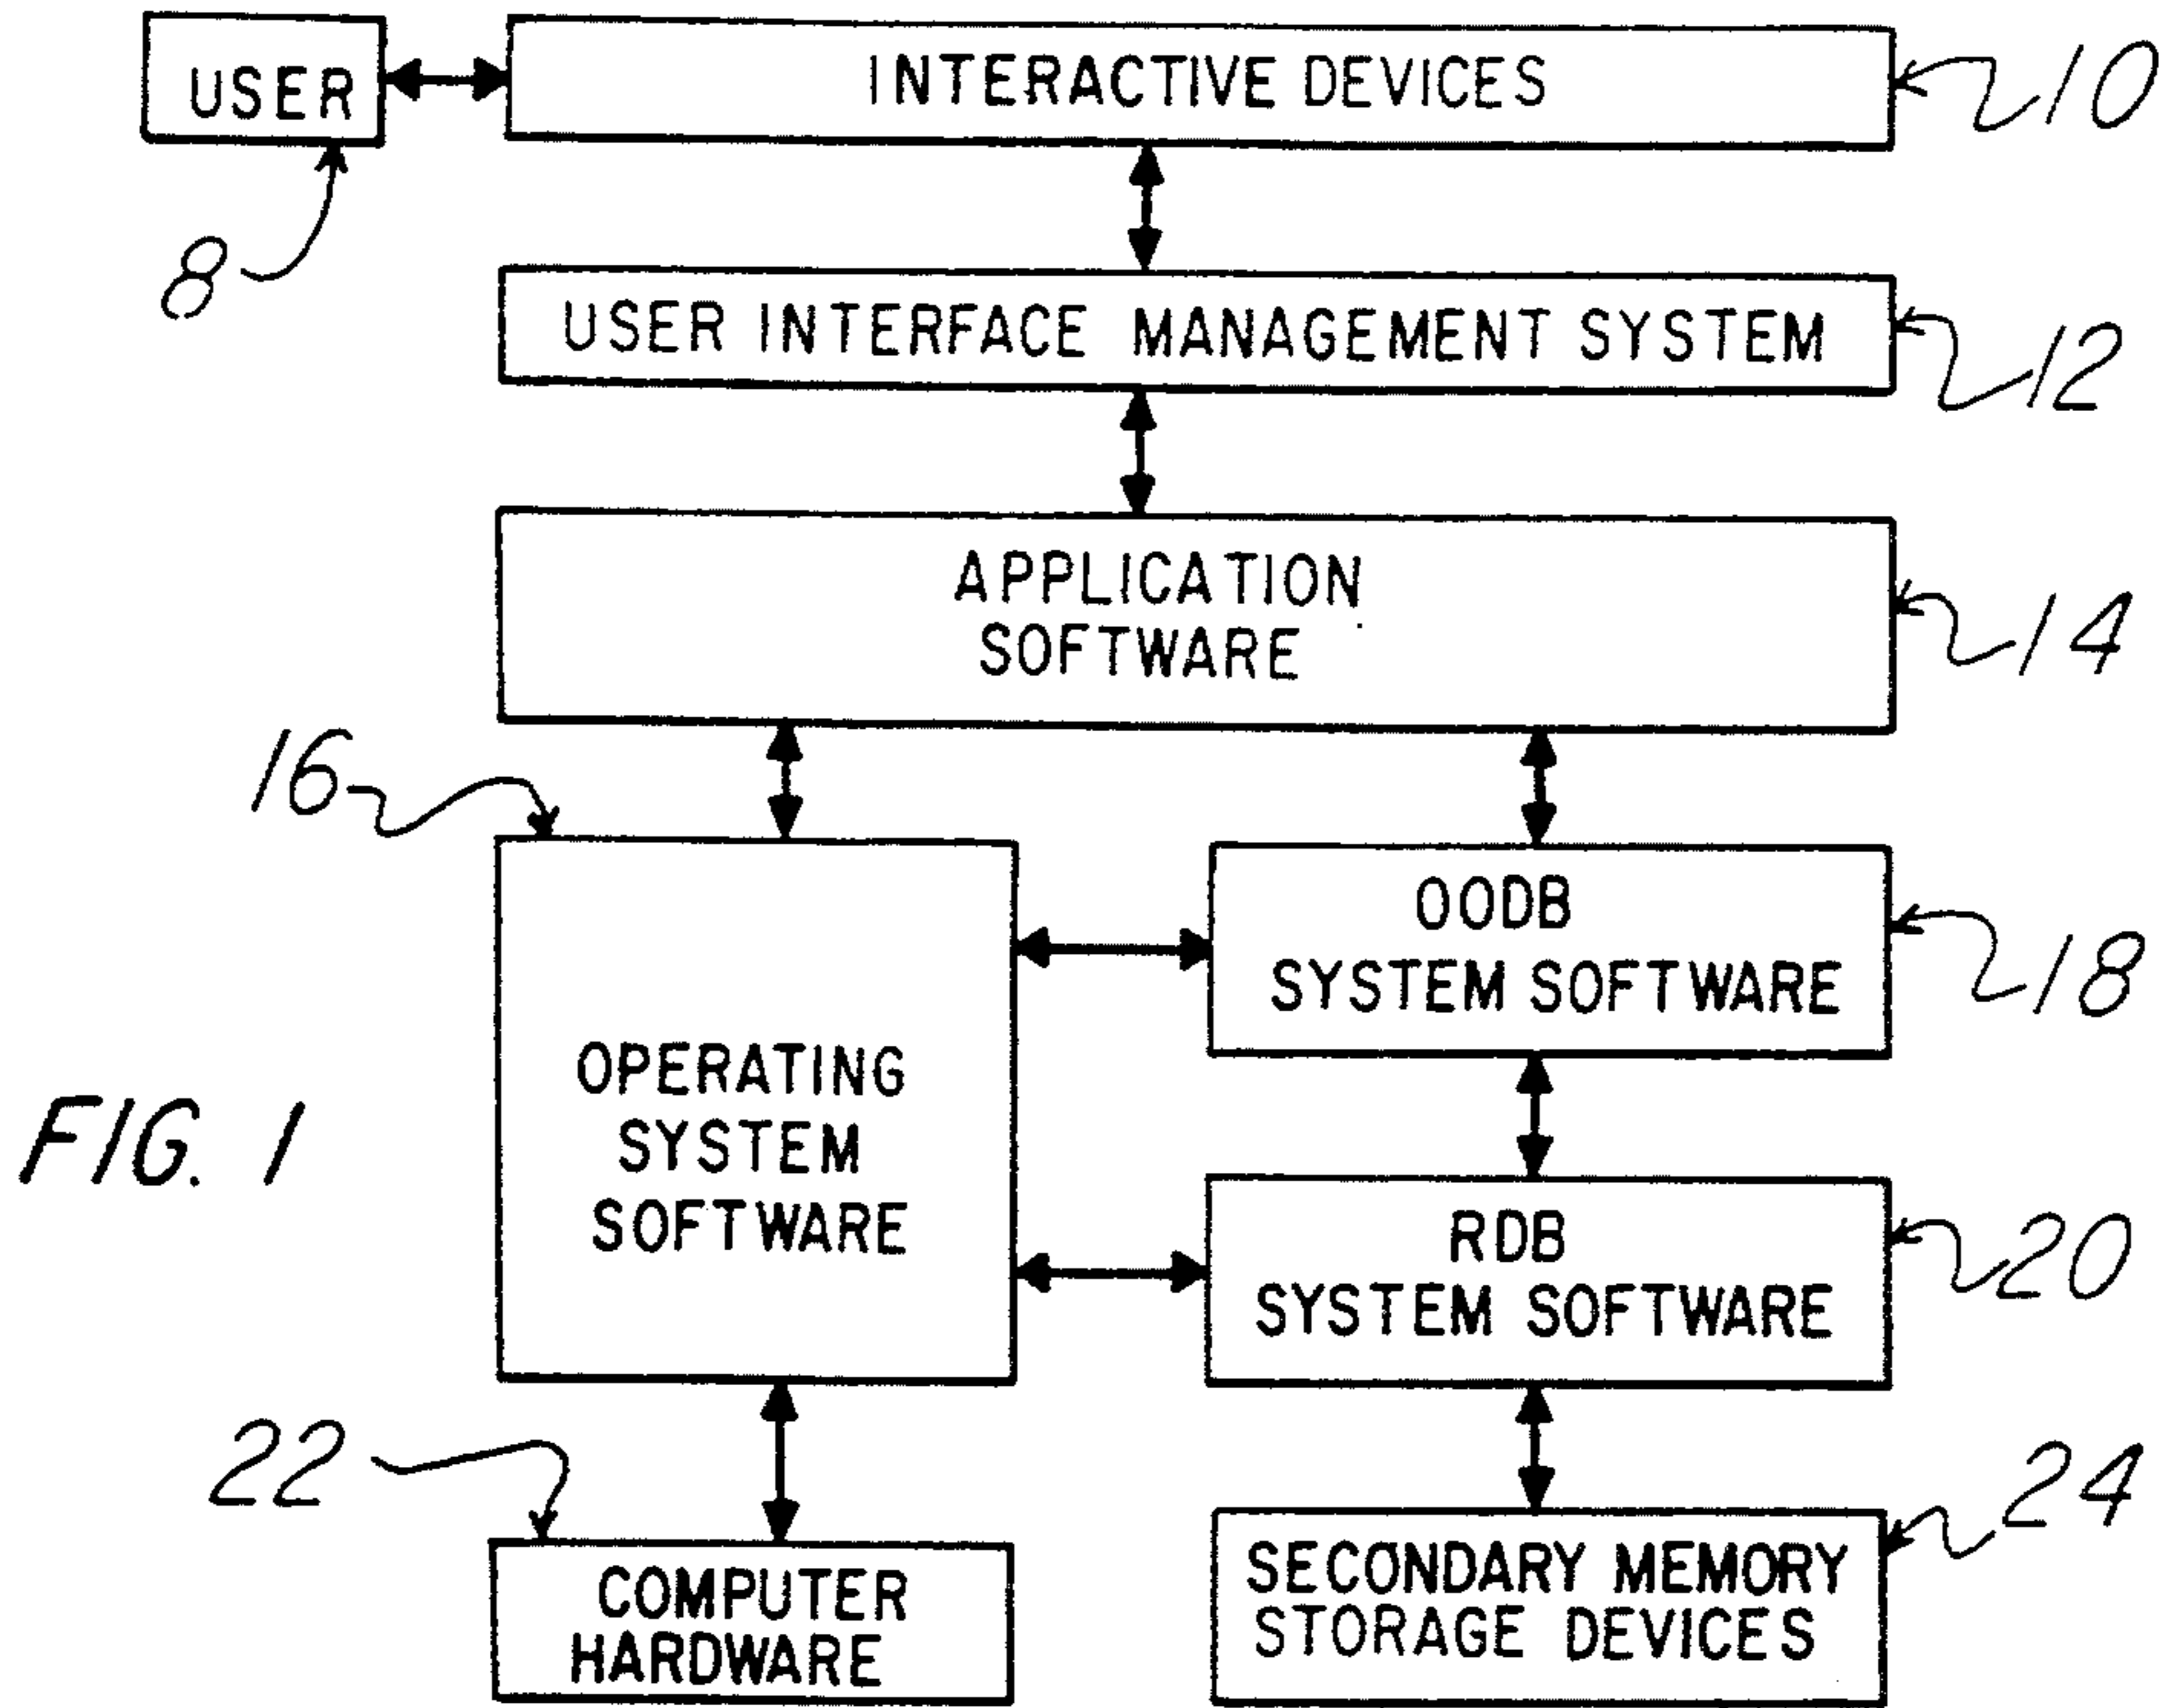 USER
INTERACTIVE DEVICES
10
8
USER INTERFACE MANAGEMENT SYSTEM
12
APPLICATION
SOFTWARE
14
16
OPERATING
SYSTEM
SOFTWARE
OODB
SYSTEM SOFTWARE
18
FIG. 1
RDB
SYSTEM SOFTWARE
20
22
COMPUTER
HARDWARE
SECONDARY MEMORY
STORAGE DEVICES
24